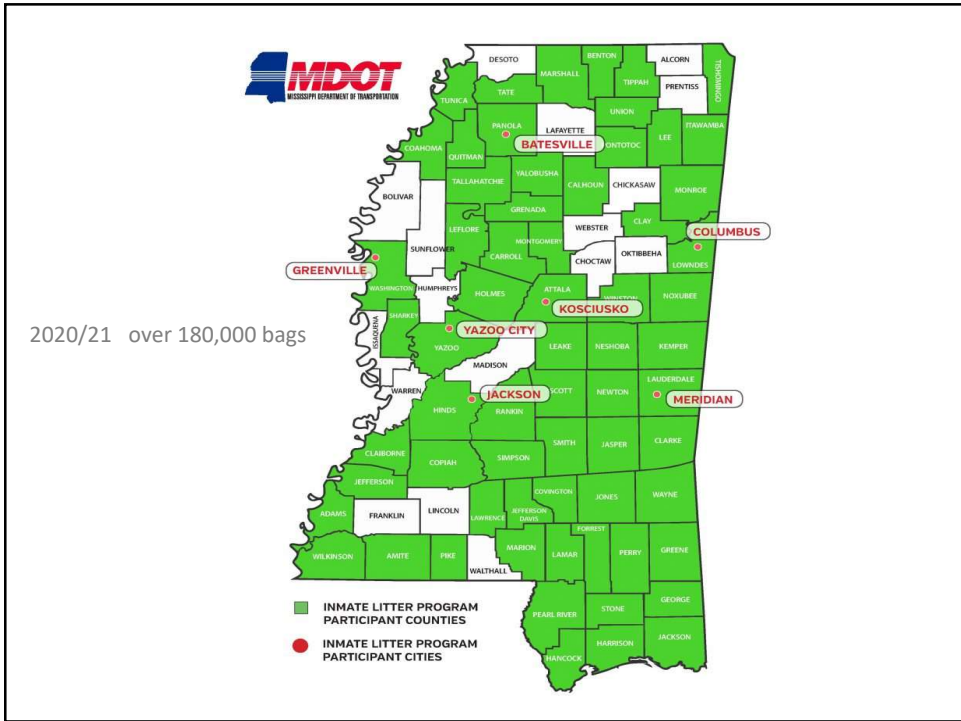 MDOT
MISSISSIPPI DEPARTMENT OF TRANSPORTATION
DESOTO
BENTON
ALCORN
TISHOMINGO
MARSHALL
TIPPAH
PRENTISS
TATE
TUNICA
UNION
PANOLA
LAFAYETTE
LEE
ITAWAMBA
BATESVILLE
ONTOTOC
COAHOMA
QUITMAN
YALOBUSHA
TALLAHATCHIE
CALHOUN
CHICKASAW
MONROE
BOLIVAR
GRENADA
CLAY
WEBSTER
LEFLORE
COLUMBUS
MONTGOMERY
SUNFLOWER
CARROLL
CHOCTAW
OKTIBBEHA
LOWNDES
GREENVILLE
WASHINGTON
HUMPHREYS
HOLMES
ATTALA
WINSTON
NOXUBEE
KOSCIUSKO
SHARKEY
YAZOO CITY
2020/21 over 180,000 bags
ISSAQUENA
YAZOO
LEAKE
NESHOBA
KEMPER
MADISON
WARREN
SCOTT
NEWTON
LAUDERDALE
JACKSON
MERIDIAN
HINDS
RANKIN
SMITH
JASPER
CLARKE
CLAIBORNE
COPIAH
SIMPSON
JEFFERSON
COVINGTON
JONES
WAYNE
ADAMS
FRANKLIN
LINCOLN
LAWRENCE
JEFFERSON
DAVIS
FORREST
WILKINSON
AMITE
PIKE
WALTHALL
MARION
LAMAR
PERRY
GREENE
GEORGE
PEARL RIVER
STONE
HARRISON
JACKSON
HANCOCK
INMATE LITTER PROGRAM
PARTICIPANT COUNTIES
INMATE LITTER PROGRAM
PARTICIPANT CITIES